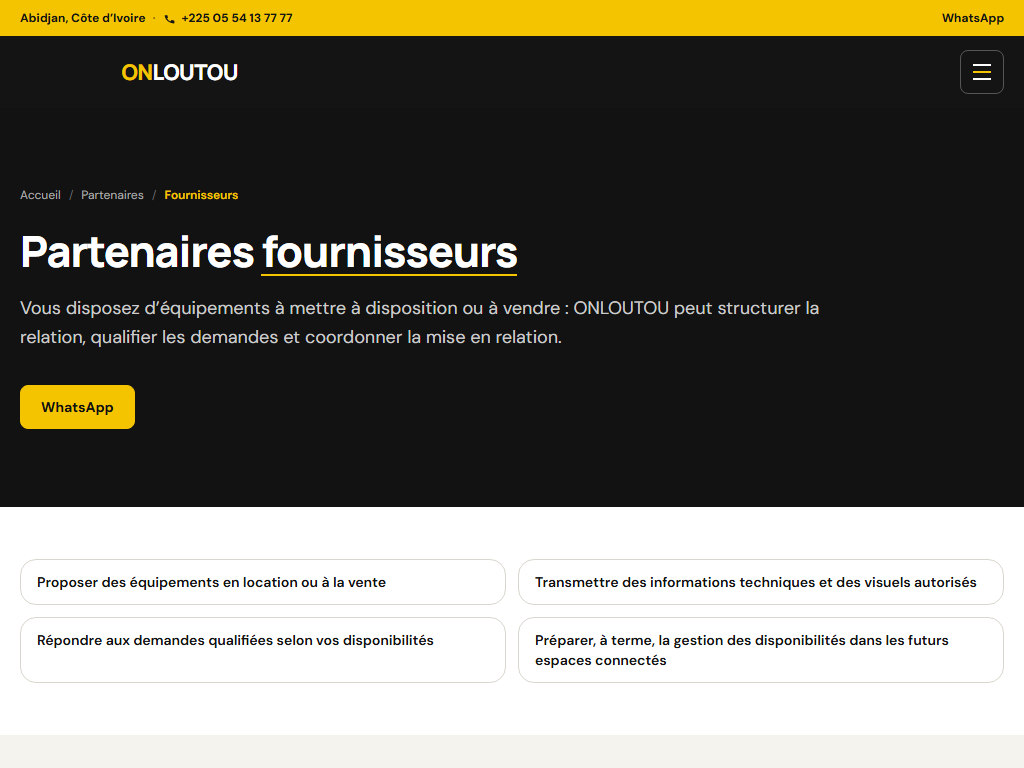 Abidjan, Côte d’Ivoire · +225 05 54 13 77 77
WhatsApp
ONLOUTOU
Accueil / Partenaires / Fournisseurs
Partenaires fournisseurs
Vous disposez d’équipements à mettre à disposition ou à vendre : ONLOUTOU peut structurer la
relation, qualifier les demandes et coordonner la mise en relation.
WhatsApp
Proposer des équipements en location ou à la vente
Transmettre des informations techniques et des visuels autorisés
Répondre aux demandes qualifiées selon vos disponibilités
Préparer, à terme, la gestion des disponibilités dans les futurs
espaces connectés